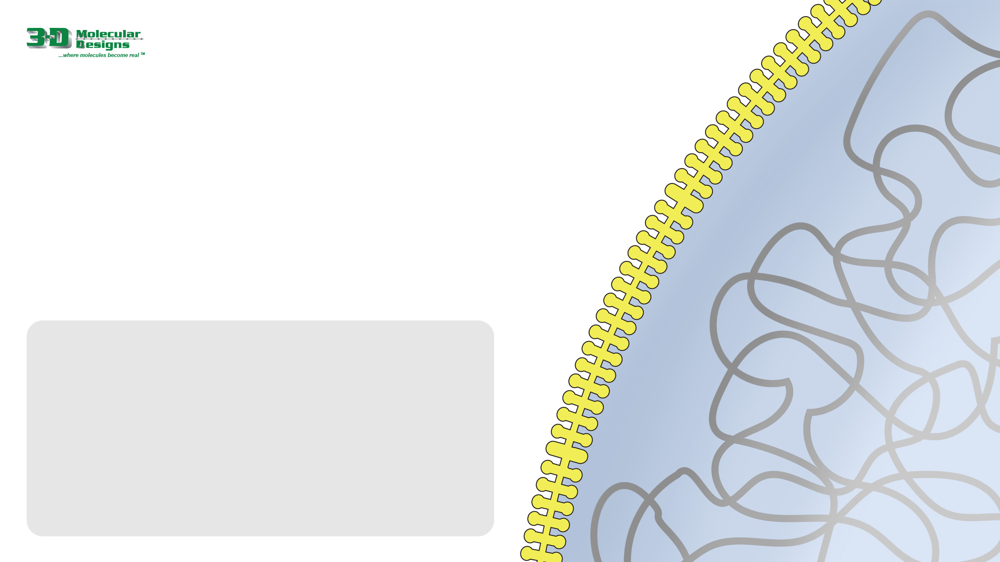 3-D Molecular
Designs
...where molecules become real ™